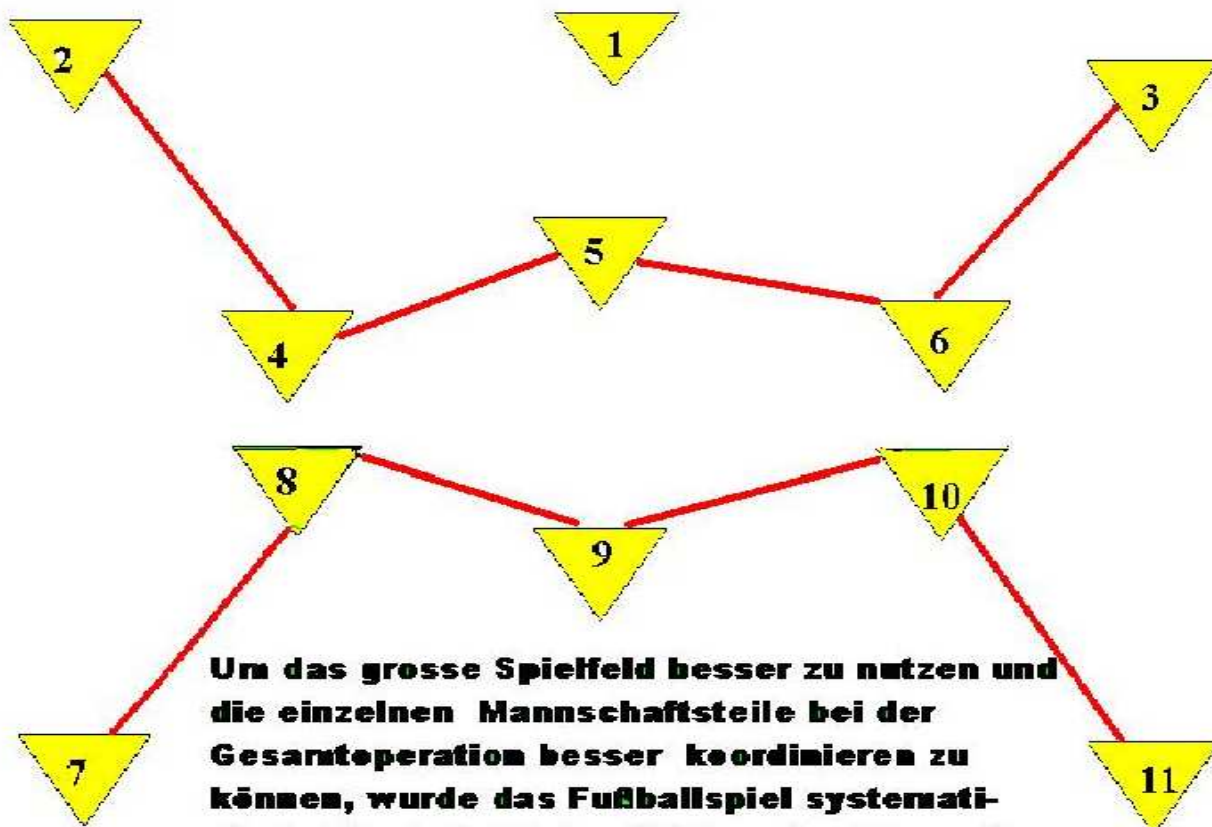 2
1
3
5
4
6
8
10
9
Um das grosse Spielfeld besser zu nutzen und
die einzelnen Mannschaftsteile bei der
Gesamtoperation besser koordinieren zu
7
11
können, wurde das Fußballspiel systemati-